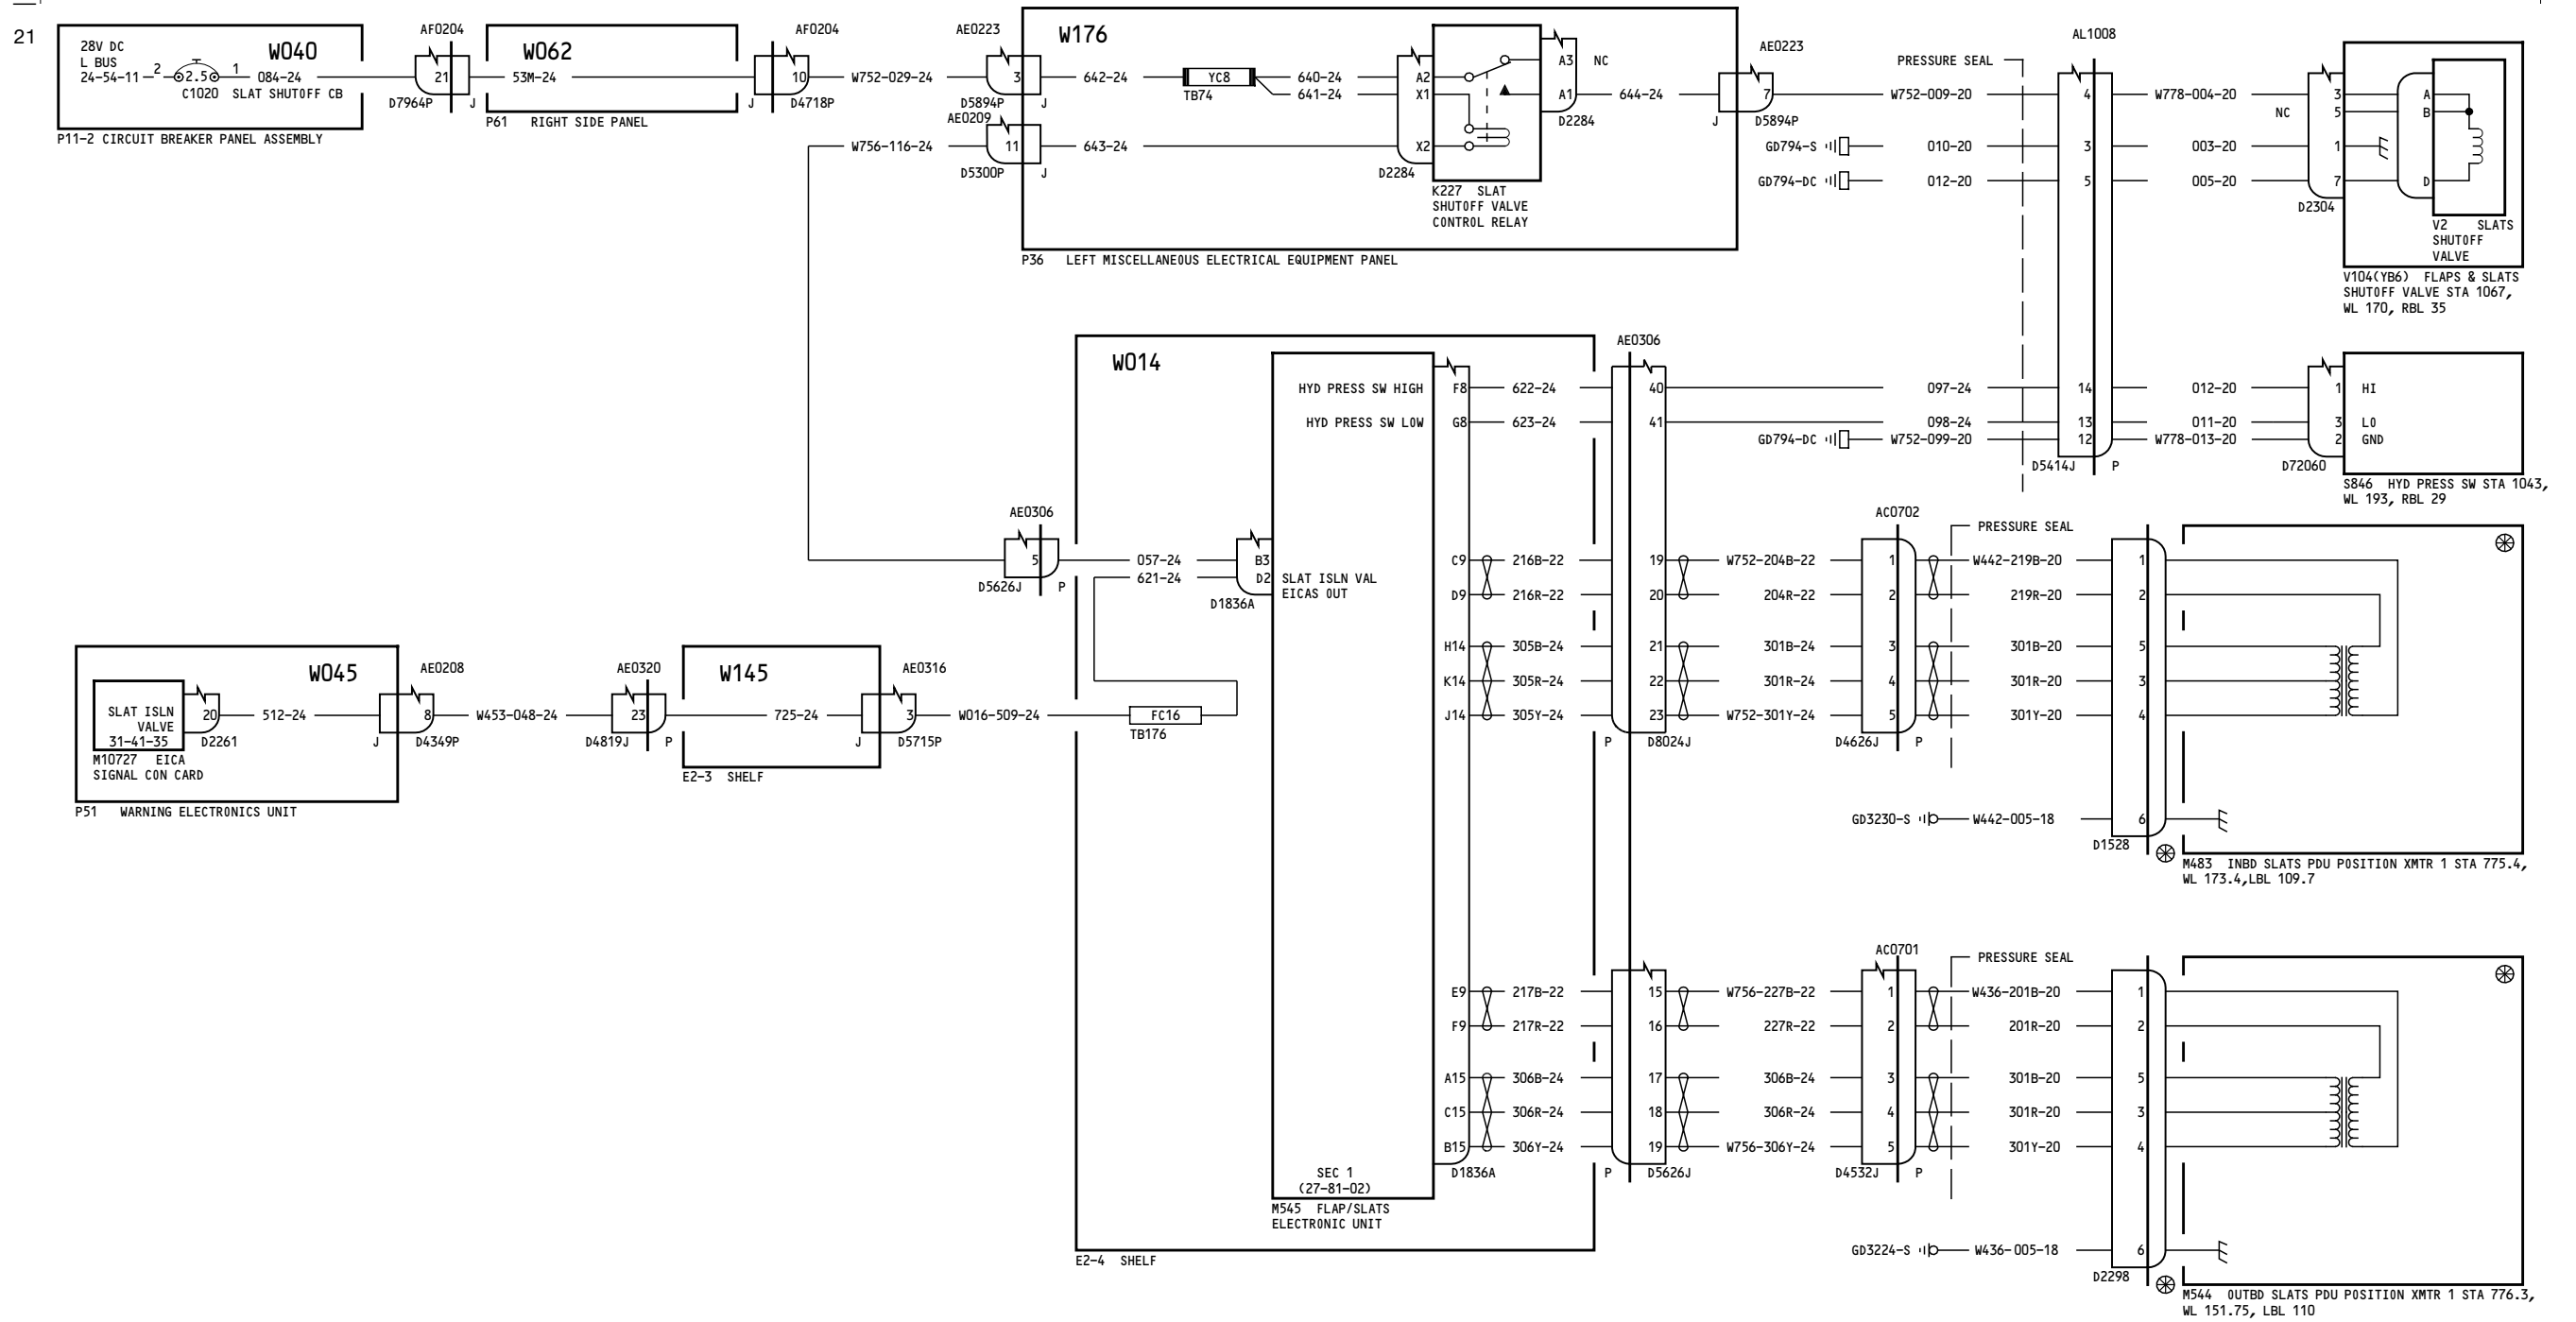 21
28V DC
L BUS
24-54-11
2
2.5
1
W040
084-24
C1020 SLAT SHUTOFF CB
P11-2 CIRCUIT BREAKER PANEL ASSEMBLY
AF0204
21
D7964P
J
W062
53M-24
P61 RIGHT SIDE PANEL
AF0204
10
J
D4718P
W752-029-24
AE0223
3
D5894P
J
AE0209
W756-116-24
11
D5300P
J
W176
642-24
YC8
TB74
640-24
641-24
643-24
A2
X1
X2
D2284
A3
NC
A1
D2284
K227 SLAT
SHUTOFF VALVE
CONTROL RELAY
644-24
P36 LEFT MISCELLANEOUS ELECTRICAL EQUIPMENT PANEL
AE0223
7
J
D5894P
PRESSURE SEAL
W752-009-20
GD794-S
010-20
GD794-DC
012-20
AL1008
4
3
5
W778-004-20
NC
003-20
005-20
3
5
1
7
D2304
A
B
D
V2 SLATS
SHUTOFF
VALVE
V104(YB6) FLAPS & SLATS
SHUTOFF VALVE STA 1067,
WL 170, RBL 35
W014
HYD PRESS SW HIGH
F8
622-24
HYD PRESS SW LOW
G8
623-24
AE0306
40
41
097-24
098-24
GD794-DC
W752-099-20
14
13
12
D5414J
P
012-20
011-20
W778-013-20
1
3
2
D72060
HI
LO
GND
S846 HYD PRESS SW STA 1043,
WL 193, RBL 29
AE0306
5
D5626J
P
057-24
621-24
B3
D2
D1836A
SLAT ISLN VAL
EICAS OUT
C9
216B-22
D9
216R-22
H14
305B-24
K14
305R-24
J14
305Y-24
19
20
21
22
23
P
D8024J
W752-204B-22
204R-22
301B-24
301R-24
W752-301Y-24
AC0702
1
2
3
4
5
D4626J
P
PRESSURE SEAL
W442-219B-20
219R-20
301B-20
301R-20
301Y-20
1
2
5
3
4
GD3230-S
W442-005-18
6
D1528
M483 INBD SLATS PDU POSITION XMTR 1 STA 775.4,
WL 173.4,LBL 109.7
W045
SLAT ISLN
VALVE
31-41-35
M10727 EICA
SIGNAL CON CARD
20
D2261
512-24
P51 WARNING ELECTRONICS UNIT
AE0208
8
J
D4349P
W453-048-24
AE0320
23
D4819J
P
W145
725-24
E2-3 SHELF
AE0316
3
J
D5715P
W016-509-24
FC16
TB176
E9
217B-22
F9
217R-22
A15
306B-24
C15
306R-24
B15
306Y-24
D1836A
SEC 1
(27-81-02)
M545 FLAP/SLATS
ELECTRONIC UNIT
E2-4 SHELF
15
16
17
18
19
P
D5626J
W756-227B-22
227R-22
306B-24
306R-24
W756-306Y-24
AC0701
1
2
3
4
5
D4532J
P
PRESSURE SEAL
W436-201B-20
201R-20
301B-20
301R-20
301Y-20
1
2
5
3
4
GD3224-S
W436-005-18
6
D2298
M544 OUTBD SLATS PDU POSITION XMTR 1 STA 776.3,
WL 151.75, LBL 110